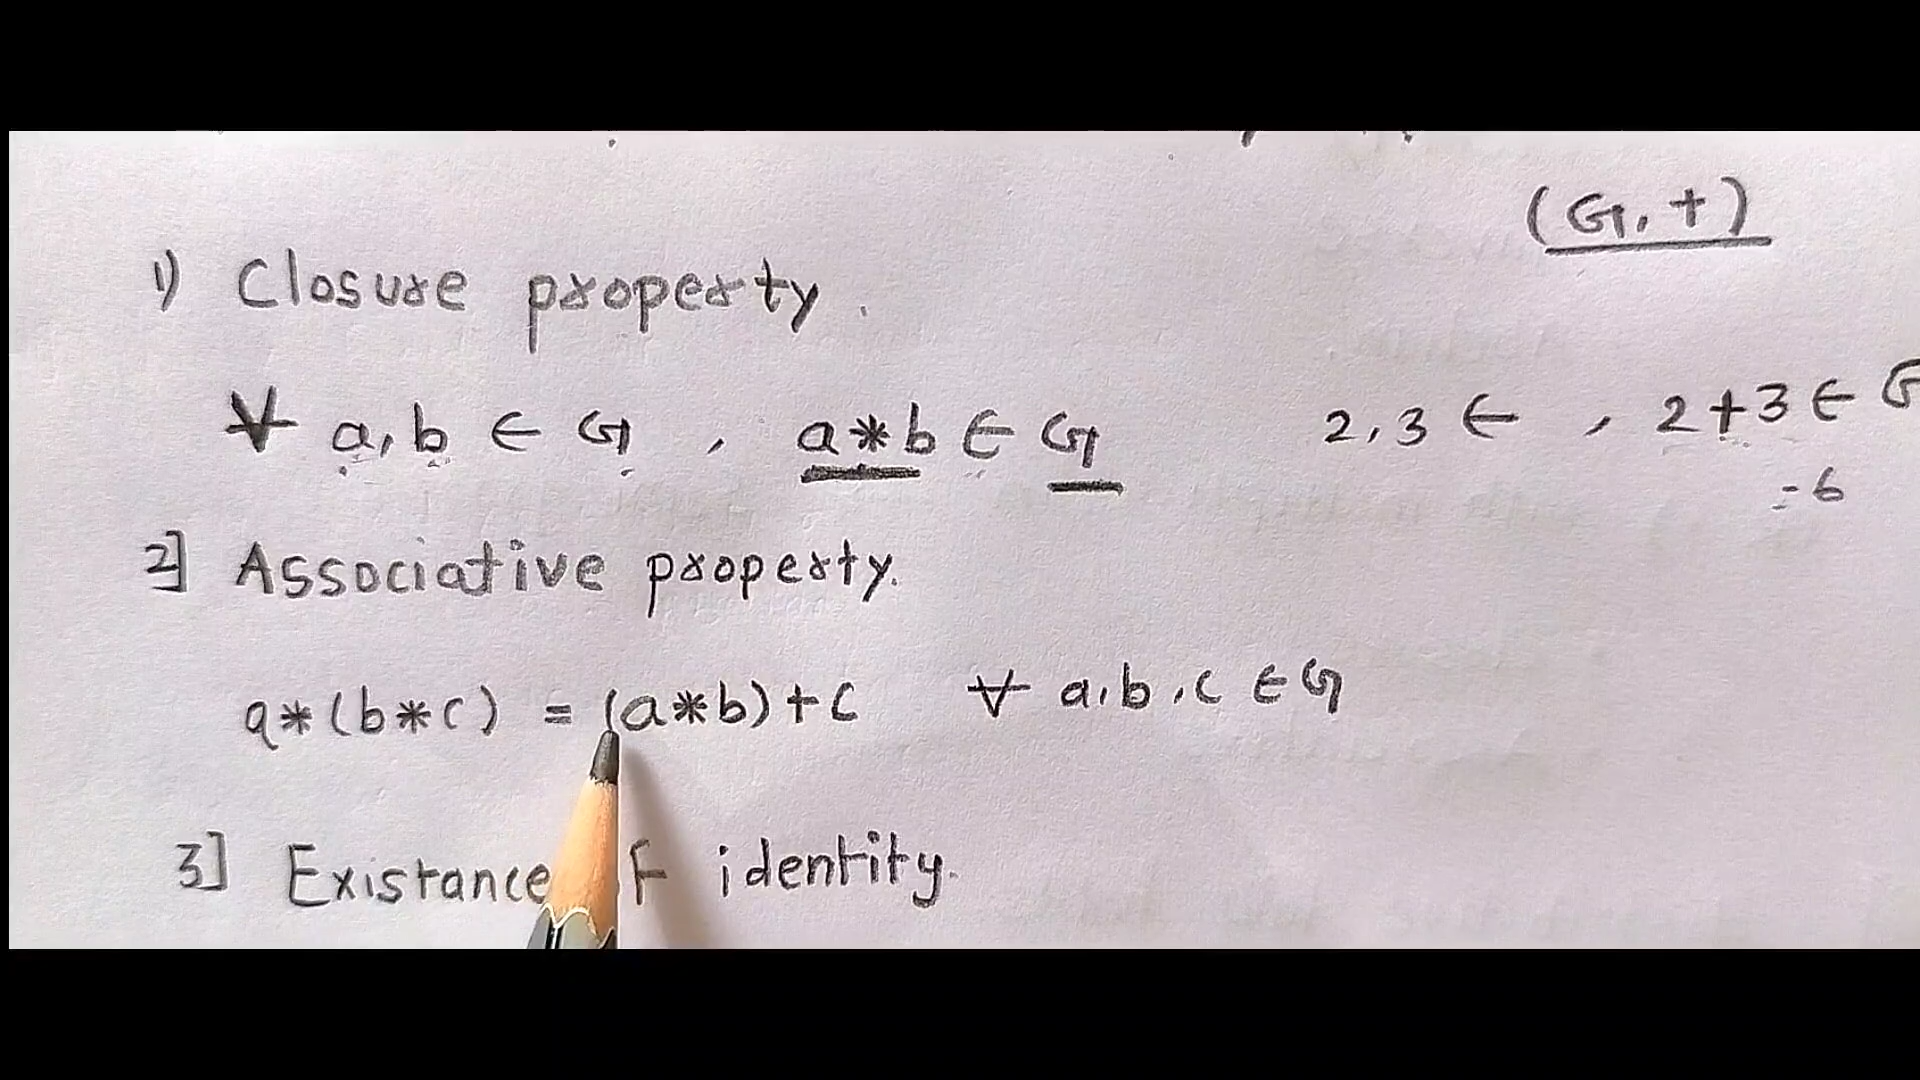 (G, +)
1) Closure property.
∀ a, b ∈ G , a*b ∈ G 2, 3 ∈ , 2+3 ∈ G
= 6
2] Associative property.
a*(b*c) = (a*b)+c ∀ a, b, c ∈ G
3] Existance identity.